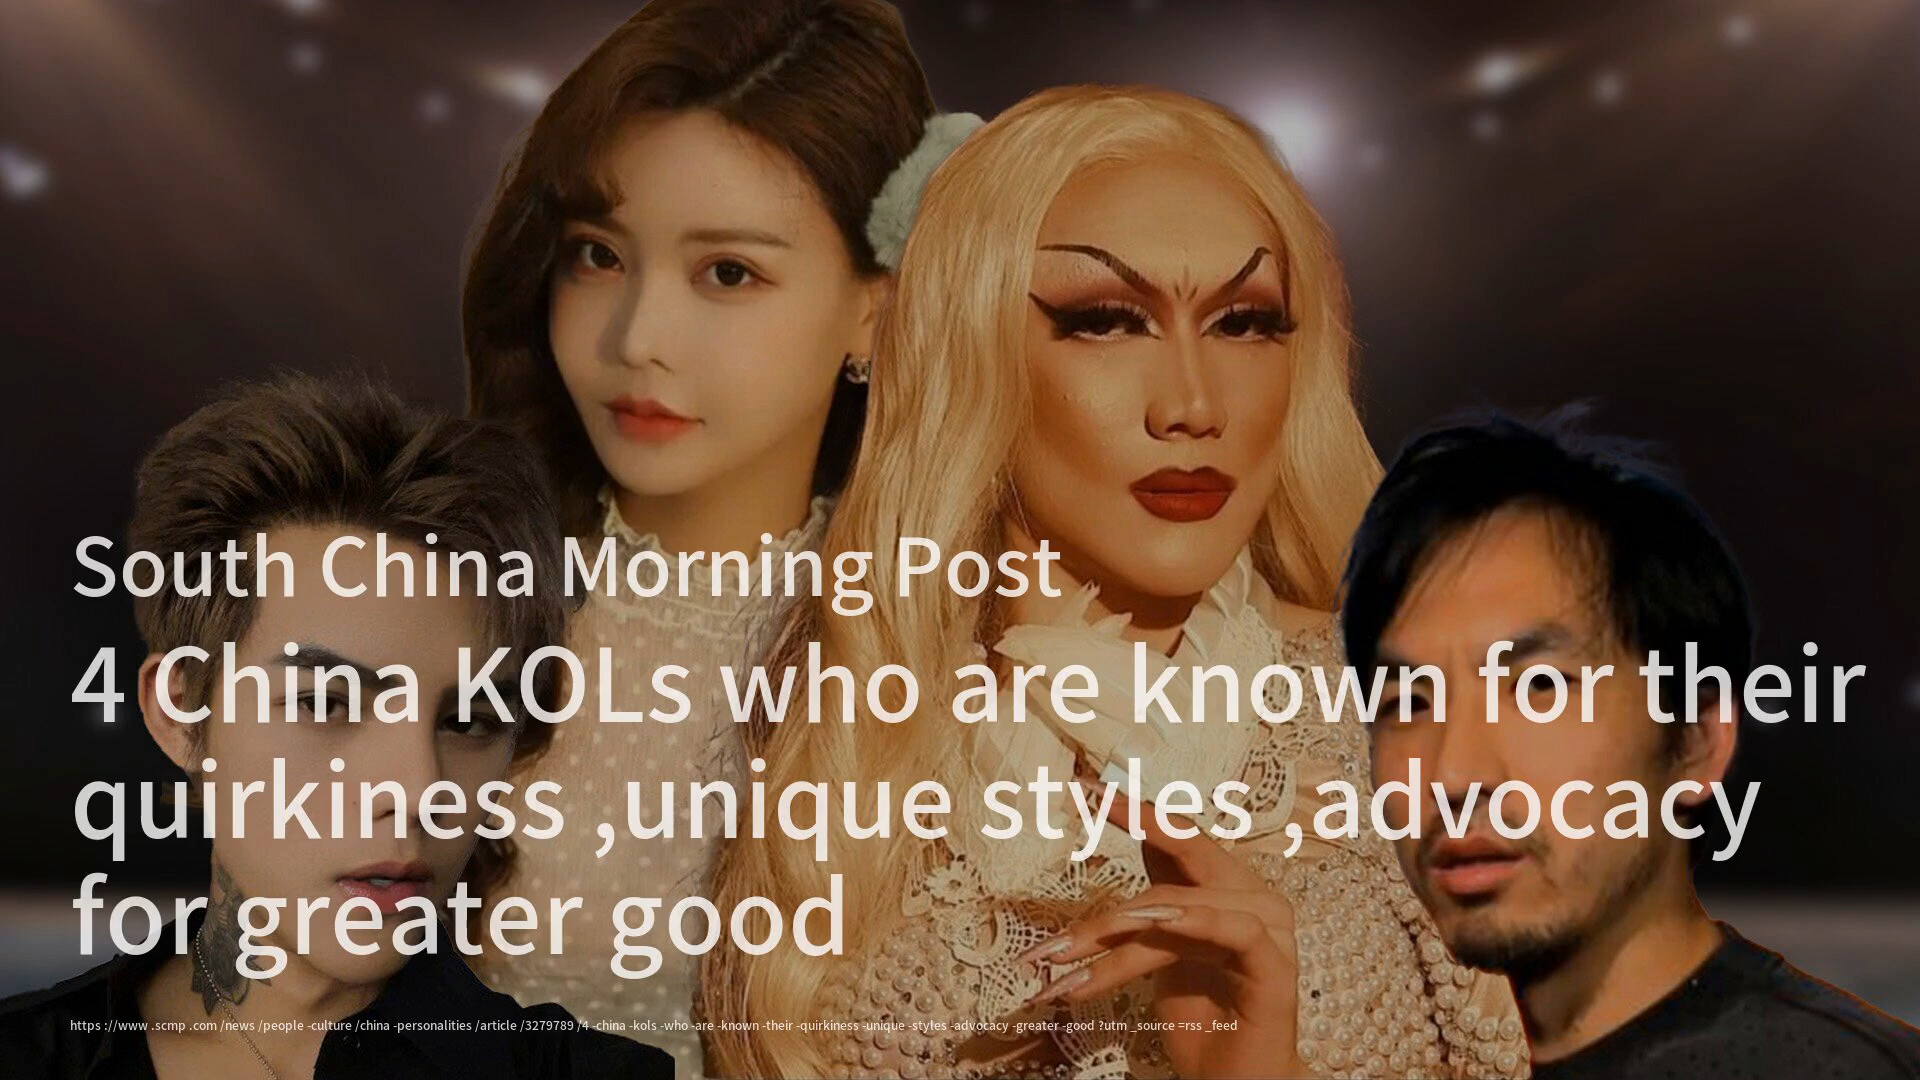 South China Morning Post
4 China KOLs who are known for their
quirkiness ,unique styles ,advocacy
for greater good
https ://www .scmp .com /news /people -culture /china -personalities /article /3279789 /4 -china -kols -who -are -known -their -quirkiness -unique -styles -advocacy -greater -good ?utm _source =rss _feed